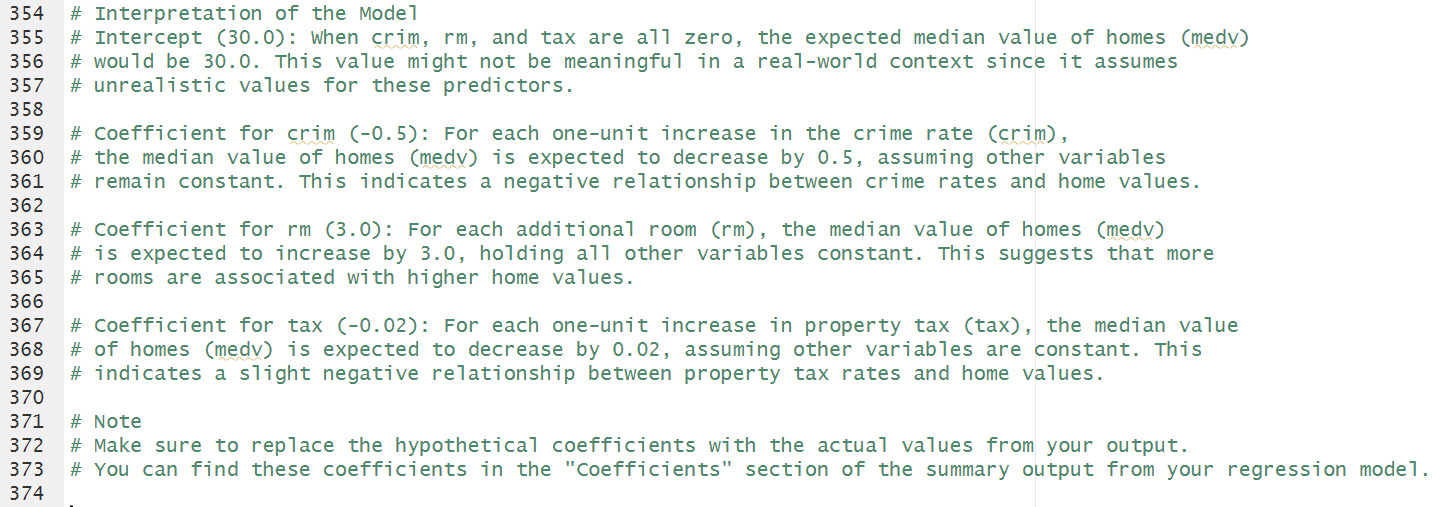 354 # Interpretation of the Model
355 # Intercept (30.0): When crim, rm, and tax are all zero, the expected median value of homes (medv)
356 # would be 30.0. This value might not be meaningful in a real-world context since it assumes
357 # unrealistic values for these predictors.
358
359 # Coefficient for crim (-0.5): For each one-unit increase in the crime rate (crim),
360 # the median value of homes (medv) is expected to decrease by 0.5, assuming other variables
361 # remain constant. This indicates a negative relationship between crime rates and home values.
362
363 # Coefficient for rm (3.0): For each additional room (rm), the median value of homes (medv)
364 # is expected to increase by 3.0, holding all other variables constant. This suggests that more
365 # rooms are associated with higher home values.
366
367 # Coefficient for tax (-0.02): For each one-unit increase in property tax (tax), the median value
368 # of homes (medv) is expected to decrease by 0.02, assuming other variables are constant. This
369 # indicates a slight negative relationship between property tax rates and home values.
370
371 # Note
372 # Make sure to replace the hypothetical coefficients with the actual values from your output.
373 # You can find these coefficients in the "Coefficients" section of the summary output from your regression model.
374